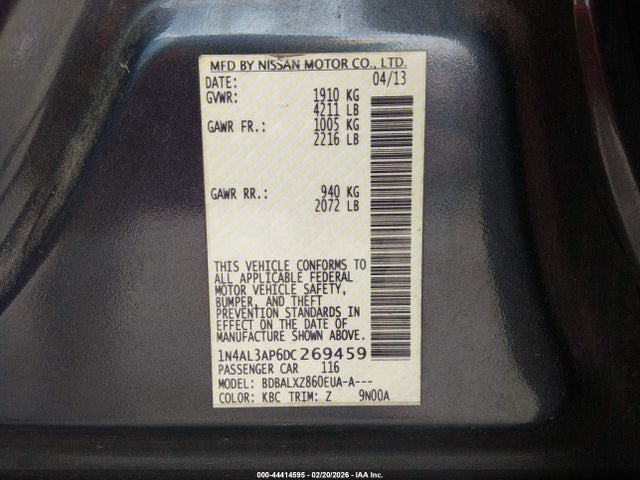 MFD BY NISSAN MOTOR CO., LTD.
DATE: 04/13
GVWR: 1910 KG
4211 LB
GAWR FR.: 1005 KG
2216 LB
GAWR RR.: 940 KG
2072 LB
THIS VEHICLE CONFORMS TO
ALL APPLICABLE FEDERAL
MOTOR VEHICLE SAFETY,
BUMPER, AND THEFT
PREVENTION STANDARDS IN
EFFECT ON THE DATE OF
MANUFACTURE SHOWN ABOVE.
1N4AL3AP6DC269459
PASSENGER CAR 116
MODEL: BDBALXZ860EUA-A---
COLOR: KBC TRIM: Z 9N00A
000-44414595 - 02/20/2026 - IAA Inc.